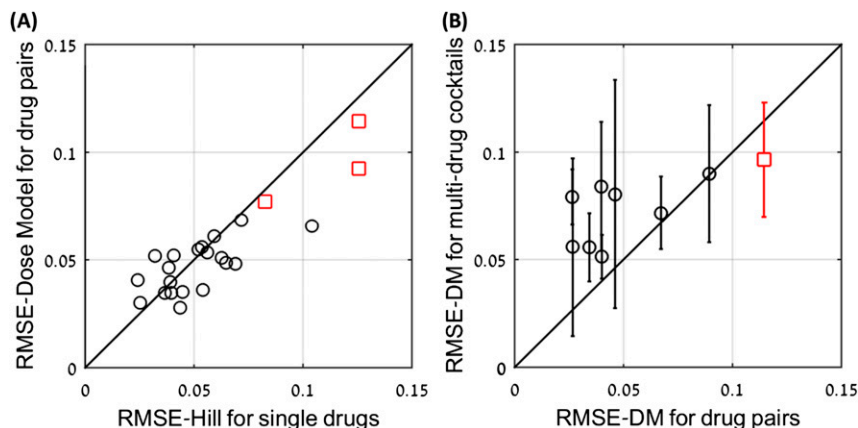 (A)
RMSE-Dose Model for drug pairs
0.15
0.1
0.05
0
0
0.05
0.1
0.15
RMSE-Hill for single drugs
(B)
RMSE-DM for multi-drug cocktails
0.15
0.1
0.05
0
0
0.05
0.1
0.15
RMSE-DM for drug pairs